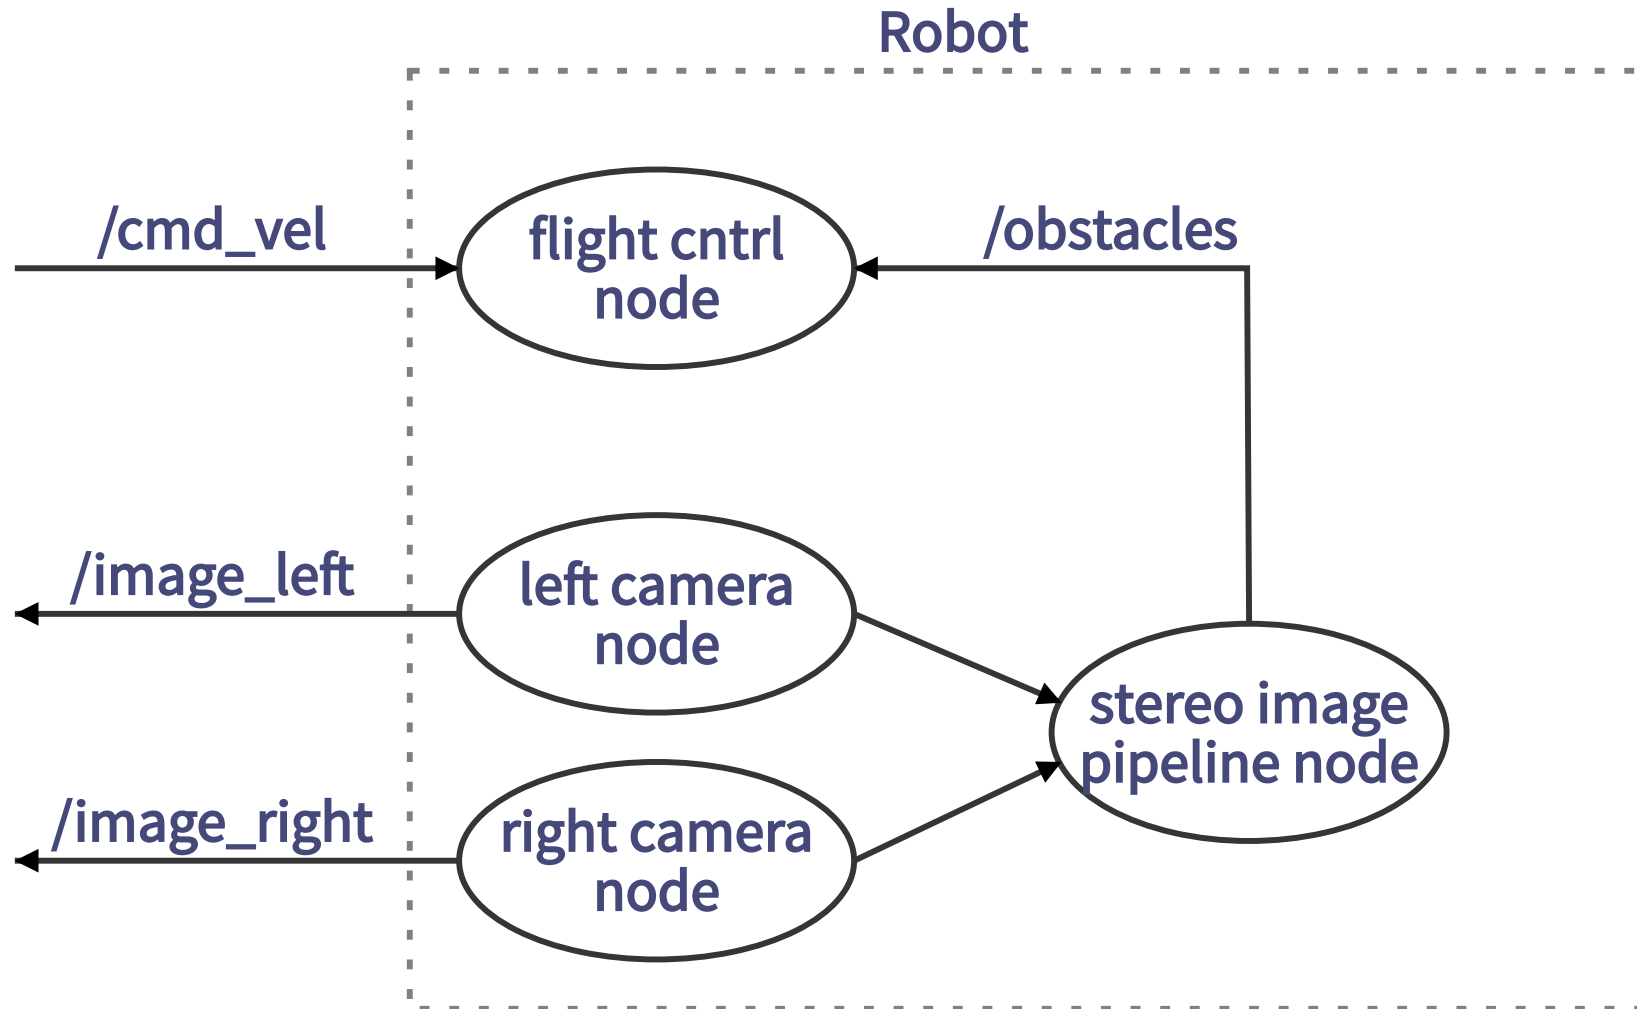 Robot
/cmd_vel
flight cntrl
node
/obstacles
/image_left
left camera
node
stereo image
pipeline node
/image_right
right camera
node